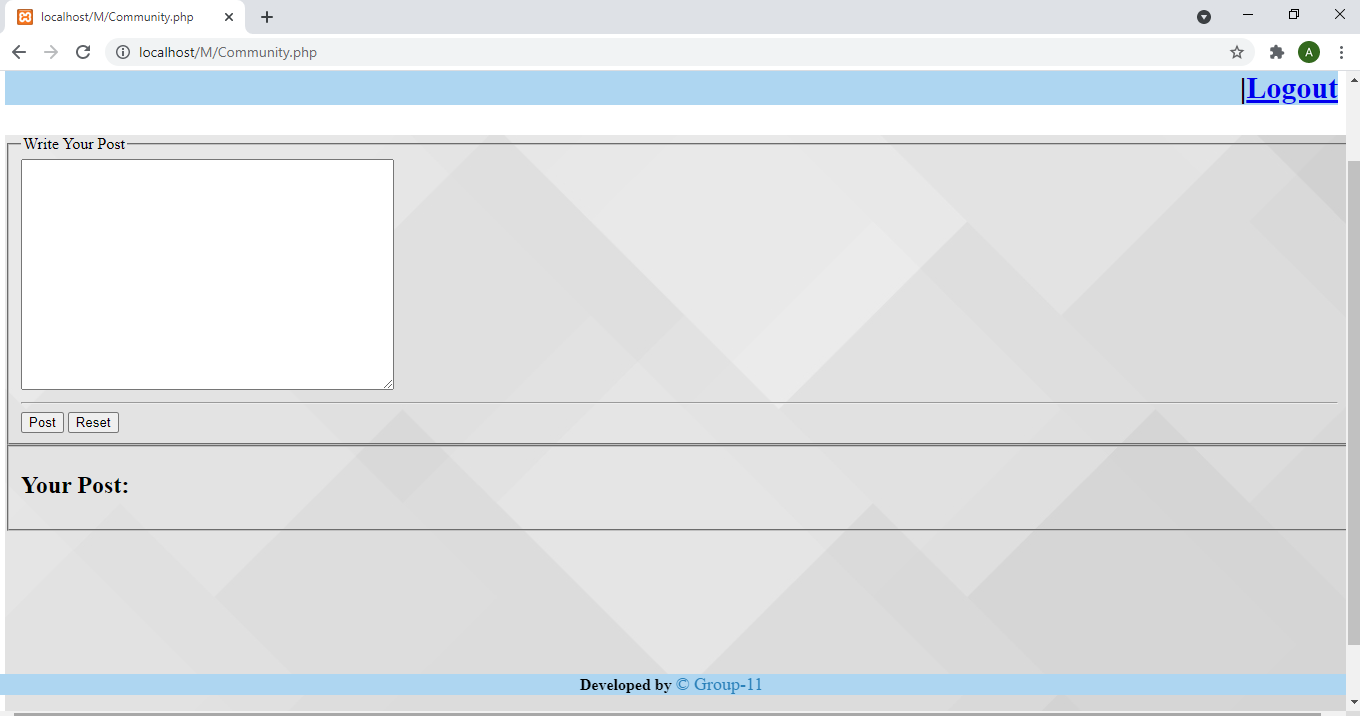 localhost/M/Community.php
localhost/M/Community.php
A
|Logout
Write Your Post
Post Reset
Your Post:
Developed by © Group-11